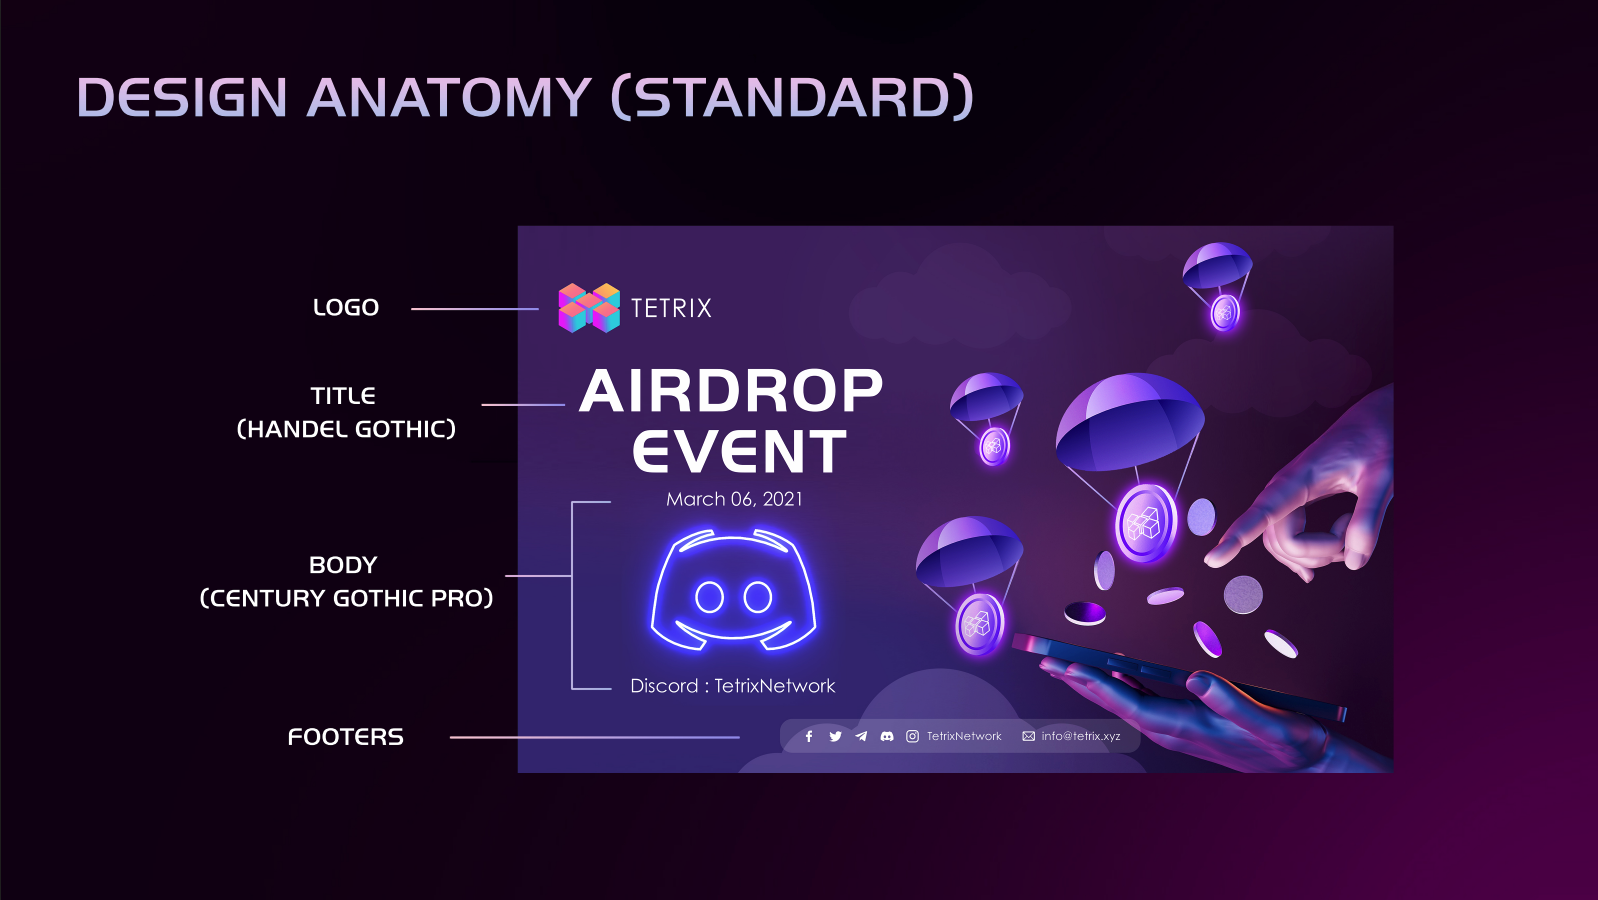 DESIGN ANATOMY (STANDARD)
LOGO
TETRIX
TITLE
(HANDEL GOTHIC)
AIRDROP
EVENT
March 06, 2021
BODY
(CENTURY GOTHIC PRO)
Discord : TetrixNetwork
FOOTERS
TetrixNetwork info@tetrix.xyz